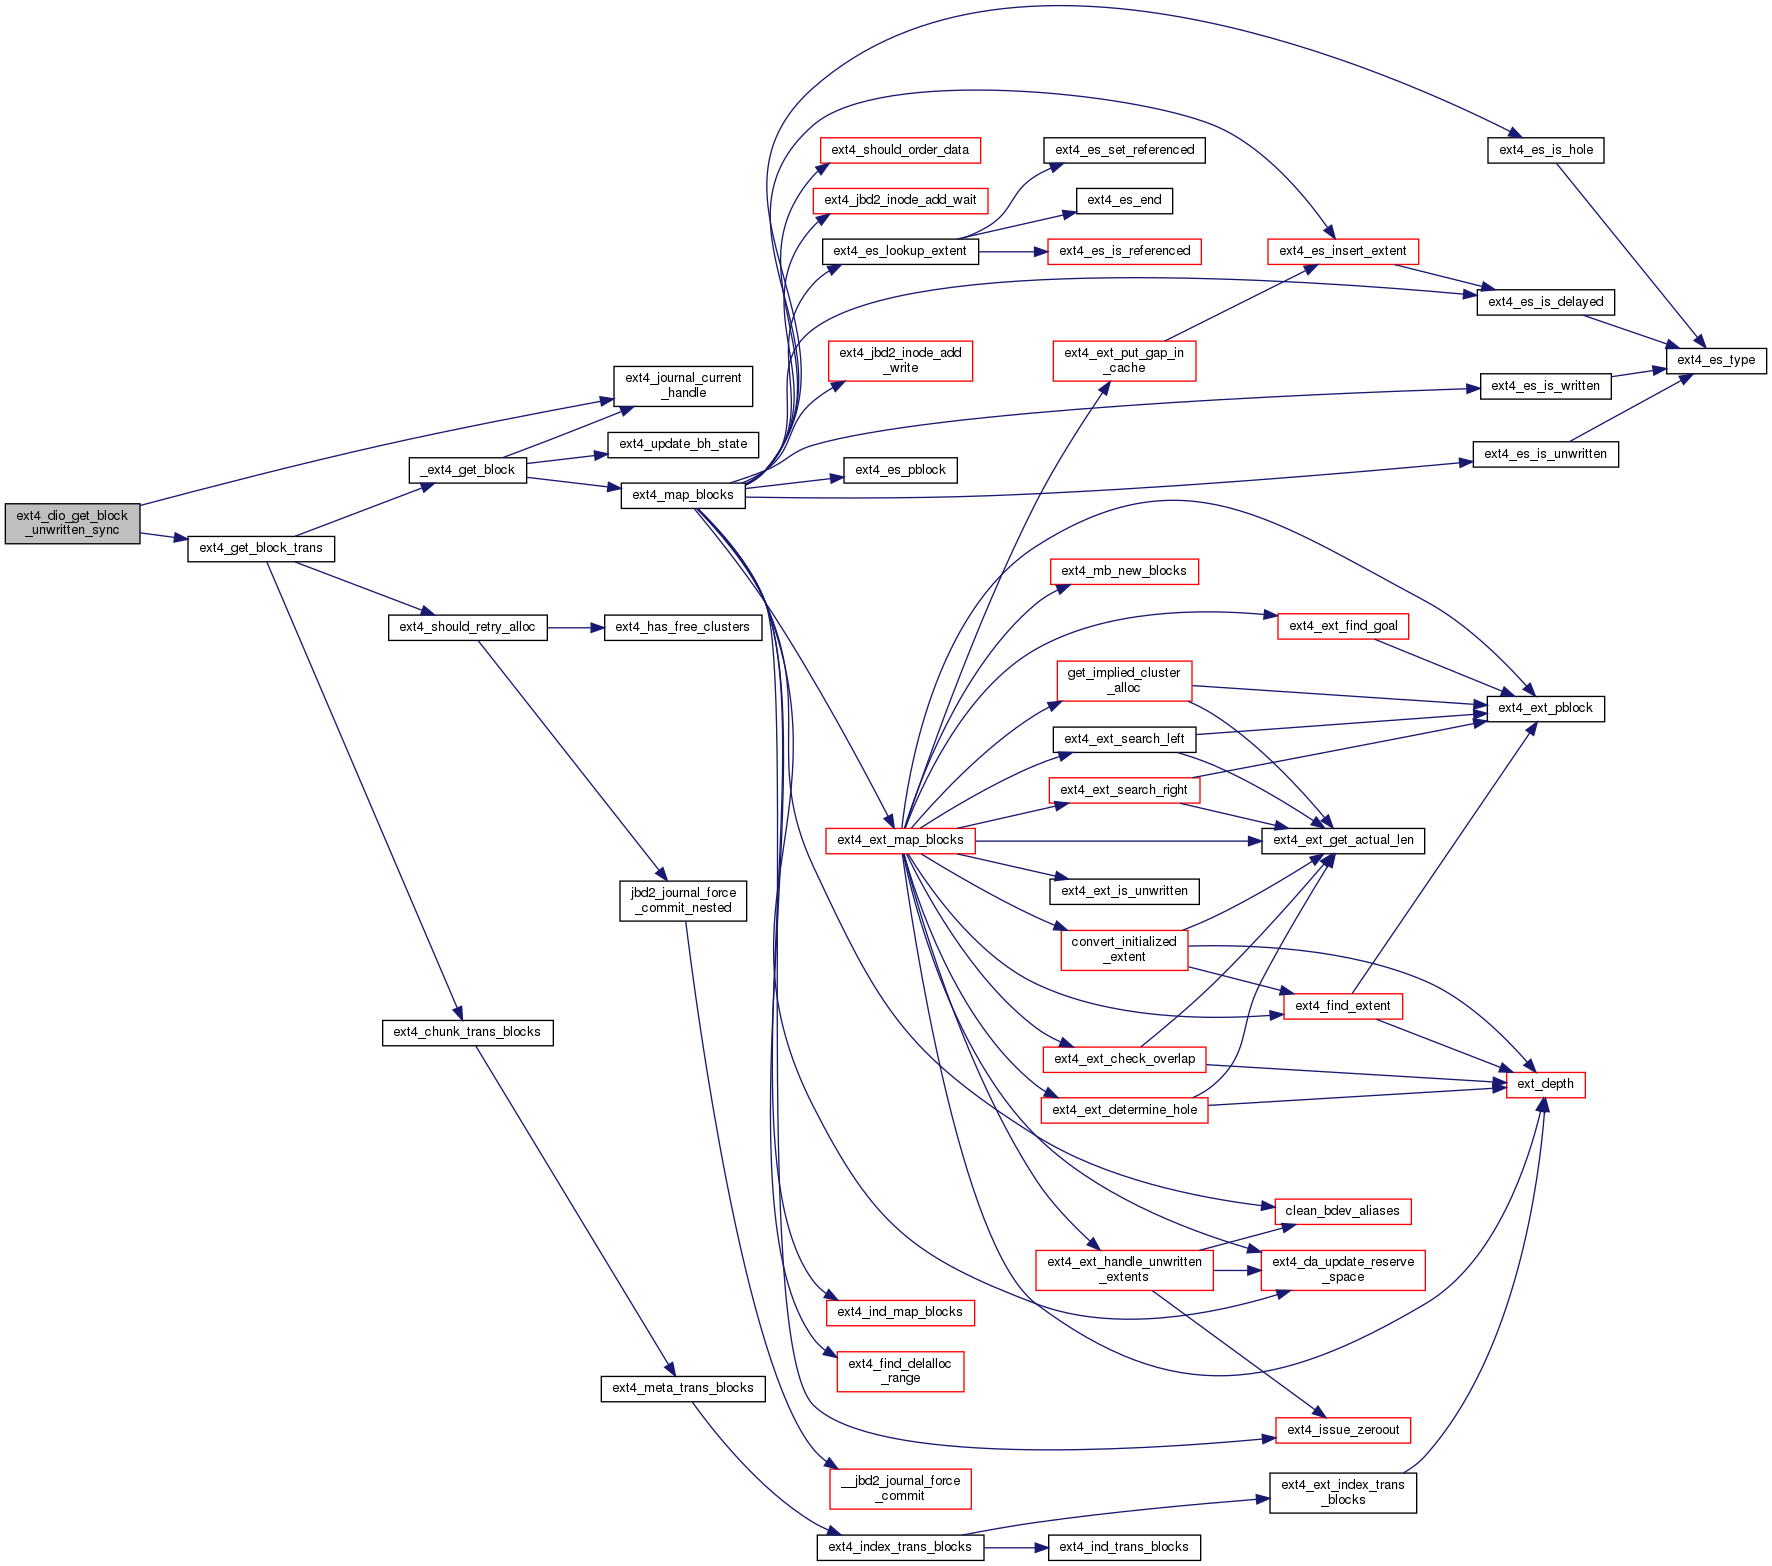 ext4_dio_get_block
_unwritten_sync
ext4_get_block_trans
_ext4_get_block
ext4_should_retry_alloc
ext4_chunk_trans_blocks
ext4_journal_current
_handle
ext4_update_bh_state
ext4_map_blocks
ext4_has_free_clusters
jbd2_journal_force
_commit_nested
ext4_meta_trans_blocks
ext4_should_order_data
ext4_jbd2_inode_add_wait
ext4_es_lookup_extent
ext4_jbd2_inode_add
_write
ext4_es_pblock
ext4_ext_map_blocks
ext4_ind_map_blocks
ext4_find_delalloc
_range
__jbd2_journal_force
_commit
ext4_index_trans_blocks
ext4_es_set_referenced
ext4_es_end
ext4_es_is_referenced
ext4_ext_put_gap_in
_cache
ext4_mb_new_blocks
get_implied_cluster
_alloc
ext4_ext_search_left
ext4_ext_search_right
ext4_ext_is_unwritten
convert_initialized
_extent
ext4_ext_check_overlap
ext4_ext_determine_hole
ext4_ext_handle_unwritten
_extents
ext4_ind_trans_blocks
ext4_es_insert_extent
ext4_ext_find_goal
ext4_ext_get_actual_len
ext4_find_extent
clean_bdev_aliases
ext4_da_update_reserve
_space
ext4_issue_zeroout
ext4_ext_index_trans
_blocks
ext4_es_is_hole
ext4_es_is_delayed
ext4_es_is_written
ext4_es_is_unwritten
ext4_ext_pblock
ext_depth
ext4_es_type